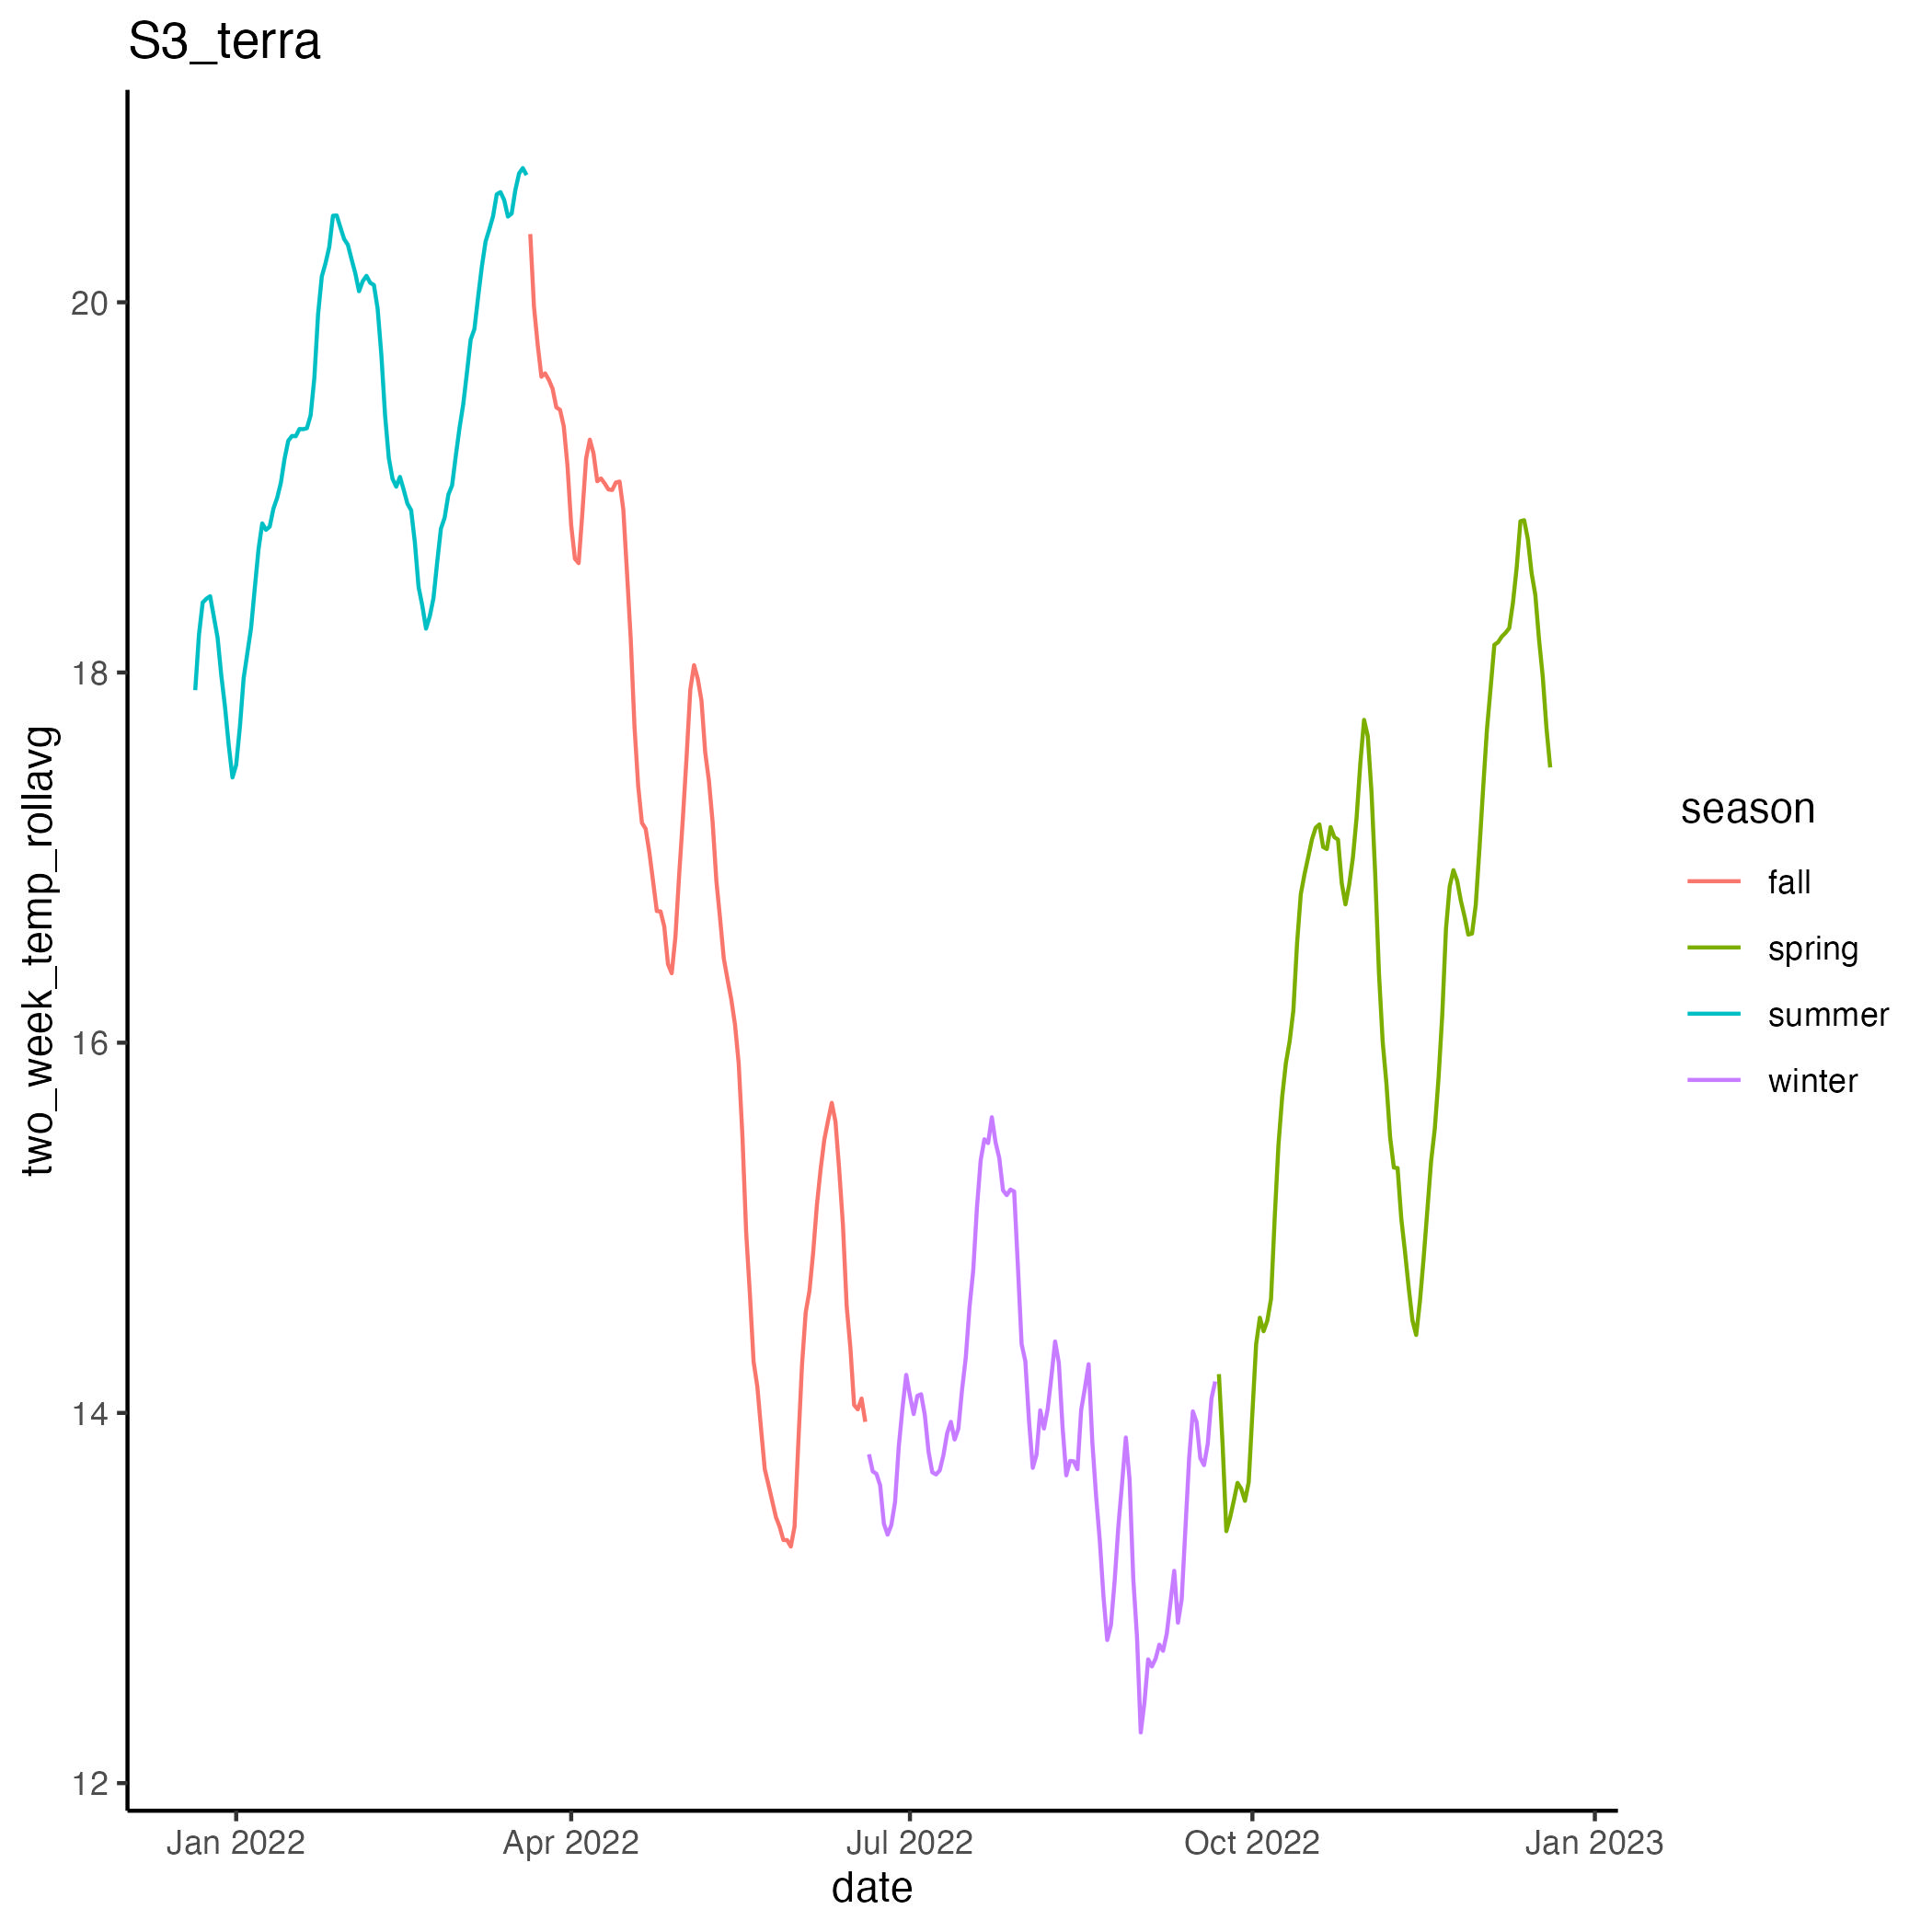 S3_terra
two_week_temp_rollavg
20
18
16
14
12
Jan 2022
Apr 2022
Jul 2022
Oct 2022
Jan 2023
date
season
fall
spring
summer
winter